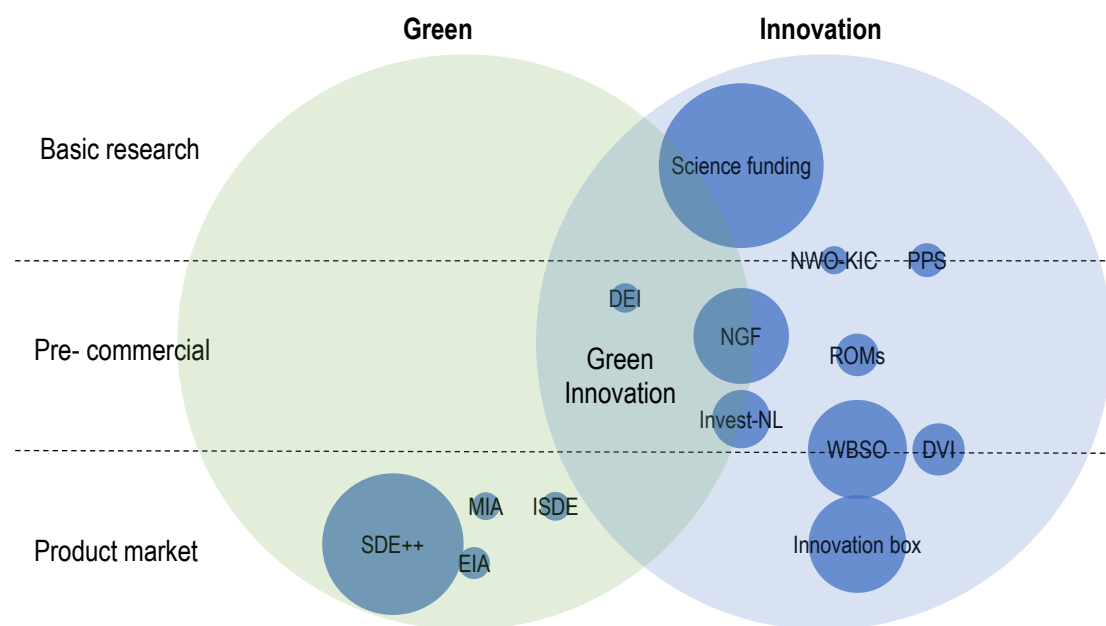 Green
Innovation
Basic research
Science funding
NWO-KIC
PPS
DEI
Pre- commercial
NGF
Green
Innovation
ROMs
Invest-NL
WBSO
DVI
MIA
ISDE
Product market
SDE++
EIA
Innovation box